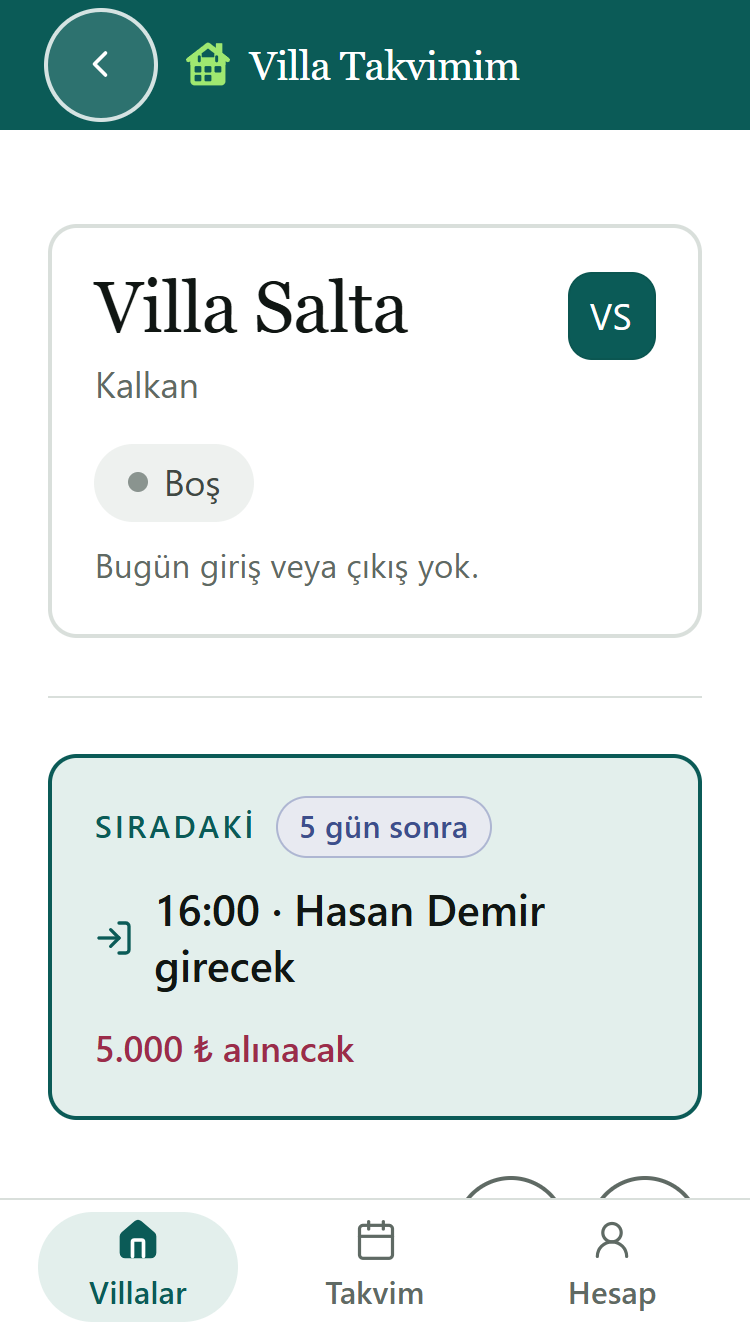 Villa Takvimim
Villa Salta
VS
Kalkan
Boş
Bugün giriş veya çıkış yok.
SIRADAKİ
5 gün sonra
16:00 · Hasan Demir
girecek
5.000 ₺ alınacak
Villalar
Takvim
Hesap